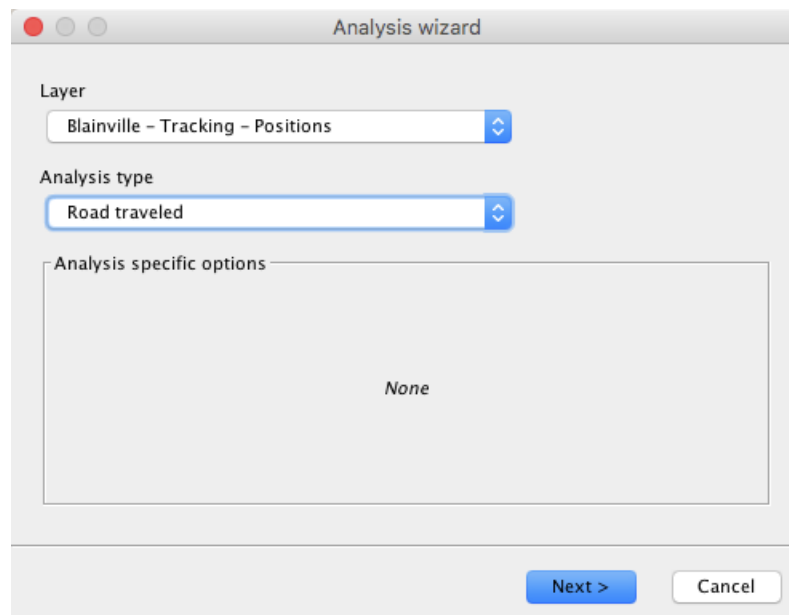 Analysis wizard
Layer
Blainville – Tracking – Positions
Analysis type
Road traveled
Analysis specific options
None
Next >
Cancel